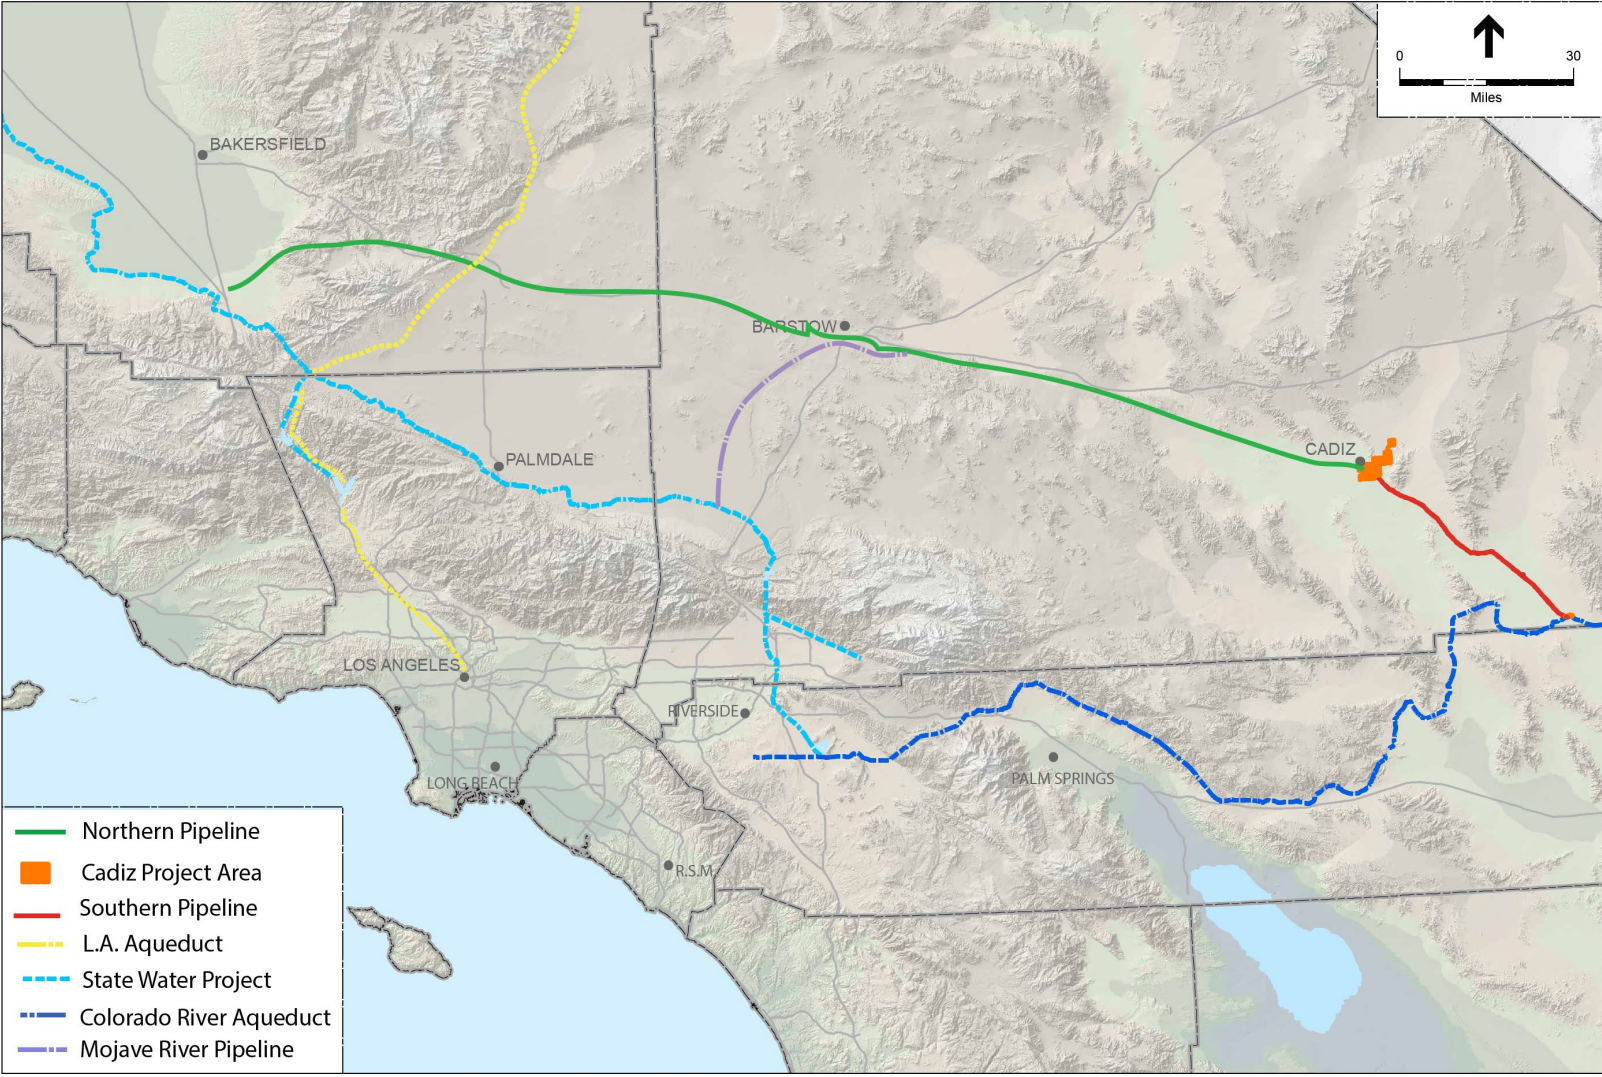 0 30
Miles
BAKERSFIELD
BARSTOW
CADIZ
PALMDALE
LOS ANGELES
RIVERSIDE
PALM SPRINGS
LONG BEACH
R.S.M.
Northern Pipeline
Cadiz Project Area
Southern Pipeline
L.A. Aqueduct
State Water Project
Colorado River Aqueduct
Mojave River Pipeline